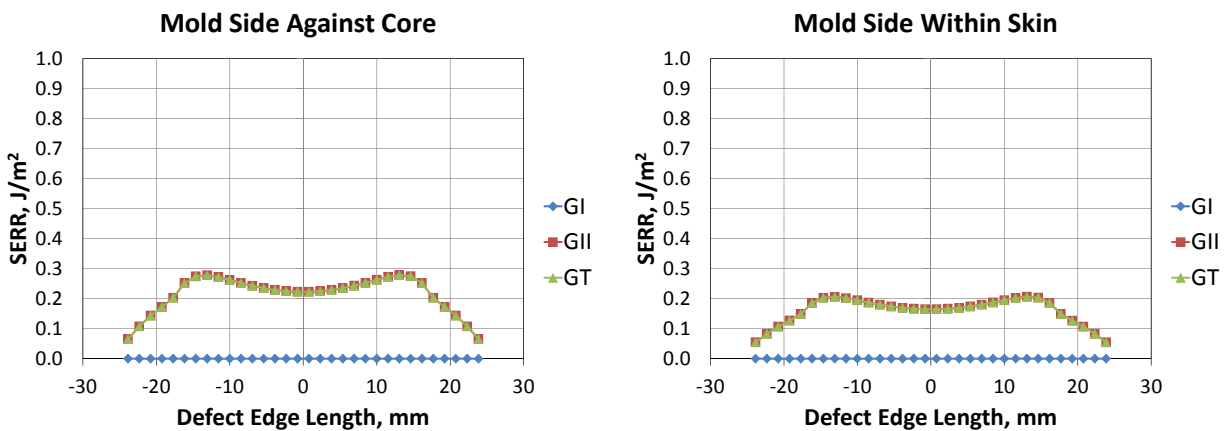 Mold Side Against Core
1.0
0.9
0.8
0.7
0.6
0.5
0.4
0.3
0.2
0.1
0.0
SERR, J/m²
-30 -20 -10 0 10 20 30
Defect Edge Length, mm
GI
GII
GT
Mold Side Within Skin
1.0
0.9
0.8
0.7
0.6
0.5
0.4
0.3
0.2
0.1
0.0
SERR, J/m²
-30 -20 -10 0 10 20 30
Defect Edge Length, mm
GI
GII
GT